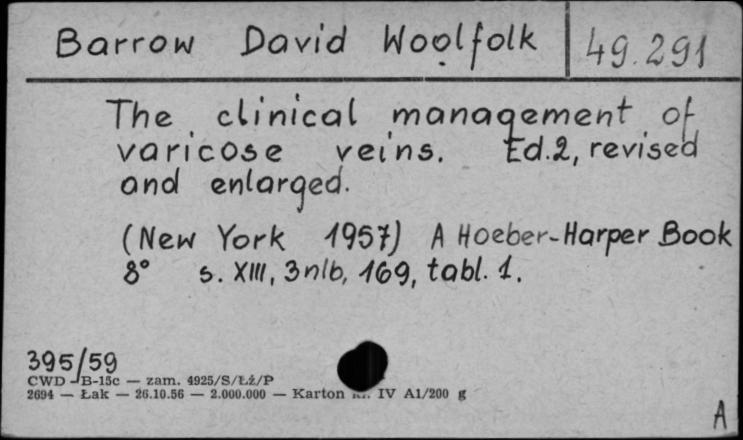 Barrow David Woolfolk 49.291
The clinical management of
varicose veins. Ed.2, revised
and enlarged.
(New York 1957) A Hoeber-Harper Book
8° s. XIII, 3nlb, 169, tabl. 1.
395/59
CWD - B-15c — zam. 4925/S/Łż/P
2694 — Łak — 26.10.56 — 2.000.000 — Karton kl. IV A1/200 g
A